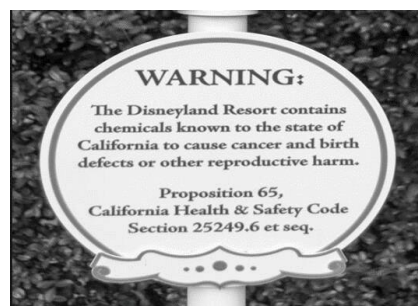 WARNING:
The Disneyland Resort contains
chemicals known to the state of
California to cause cancer and birth
defects or other reproductive harm.
Proposition 65,
California Health & Safety Code
Section 25249.6 et seq.